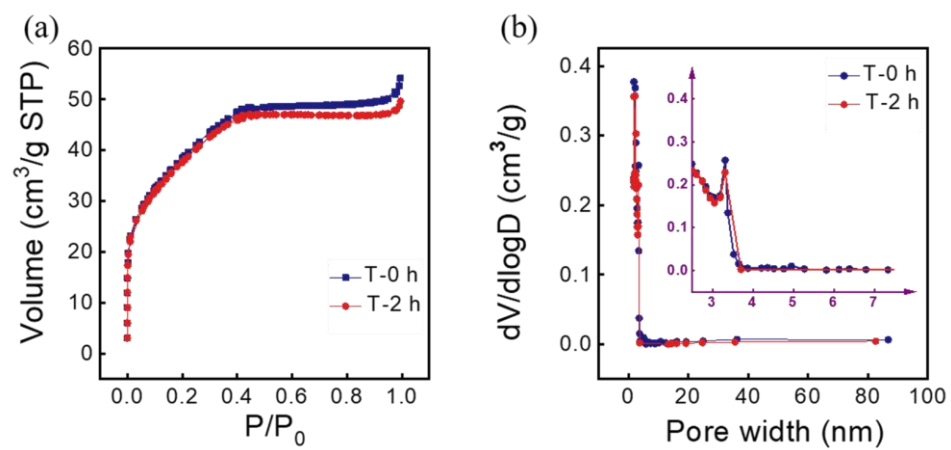 (a)
60
50
40
30
20
10
0
Volume (cm³/g STP)
T-0 h
T-2 h
0.0 0.2 0.4 0.6 0.8 1.0
P/P₀
(b)
0.4
0.3
0.2
0.1
0.0
dV/dlogD (cm³/g)
T-0 h
T-2 h
0.4
0.3
0.2
0.1
0.0
3 4 5 6 7
0 20 40 60 80 100
Pore width (nm)